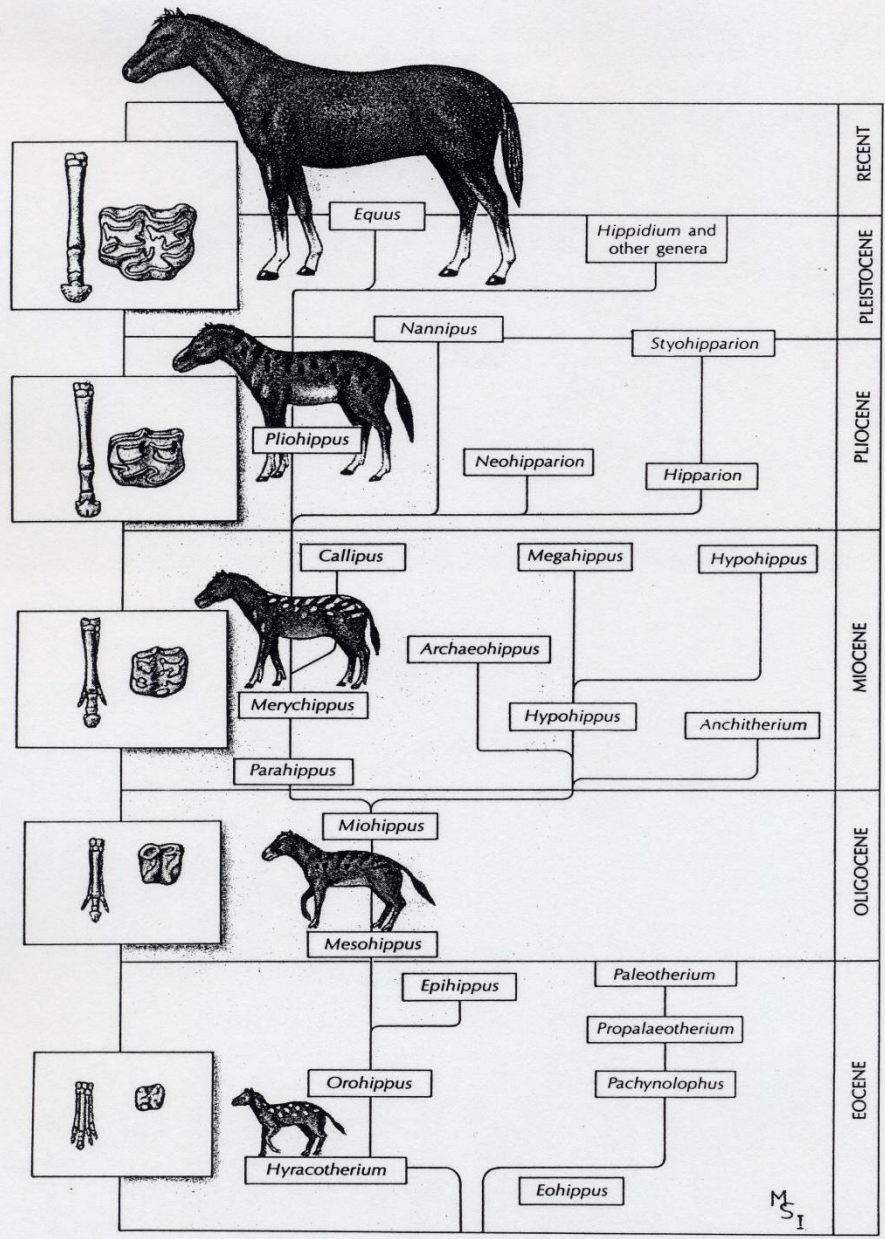 RECENT
Equus
Hippidium and
other genera
PLEISTOCENE
Nannipus
Styohipparion
Pliohippus
Neohipparion
Hipparion
PLIOCENE
Callipus
Megahippus
Hypohippus
Archaeohippus
Merychippus
Hypohippus
Anchitherium
Parahippus
MIOCENE
Miohippus
Mesohippus
OLIGOCENE
Epihippus
Paleotherium
Propalaeotherium
Orohippus
Pachynolophus
Hyracotherium
Eohippus
EOCENE
MSI